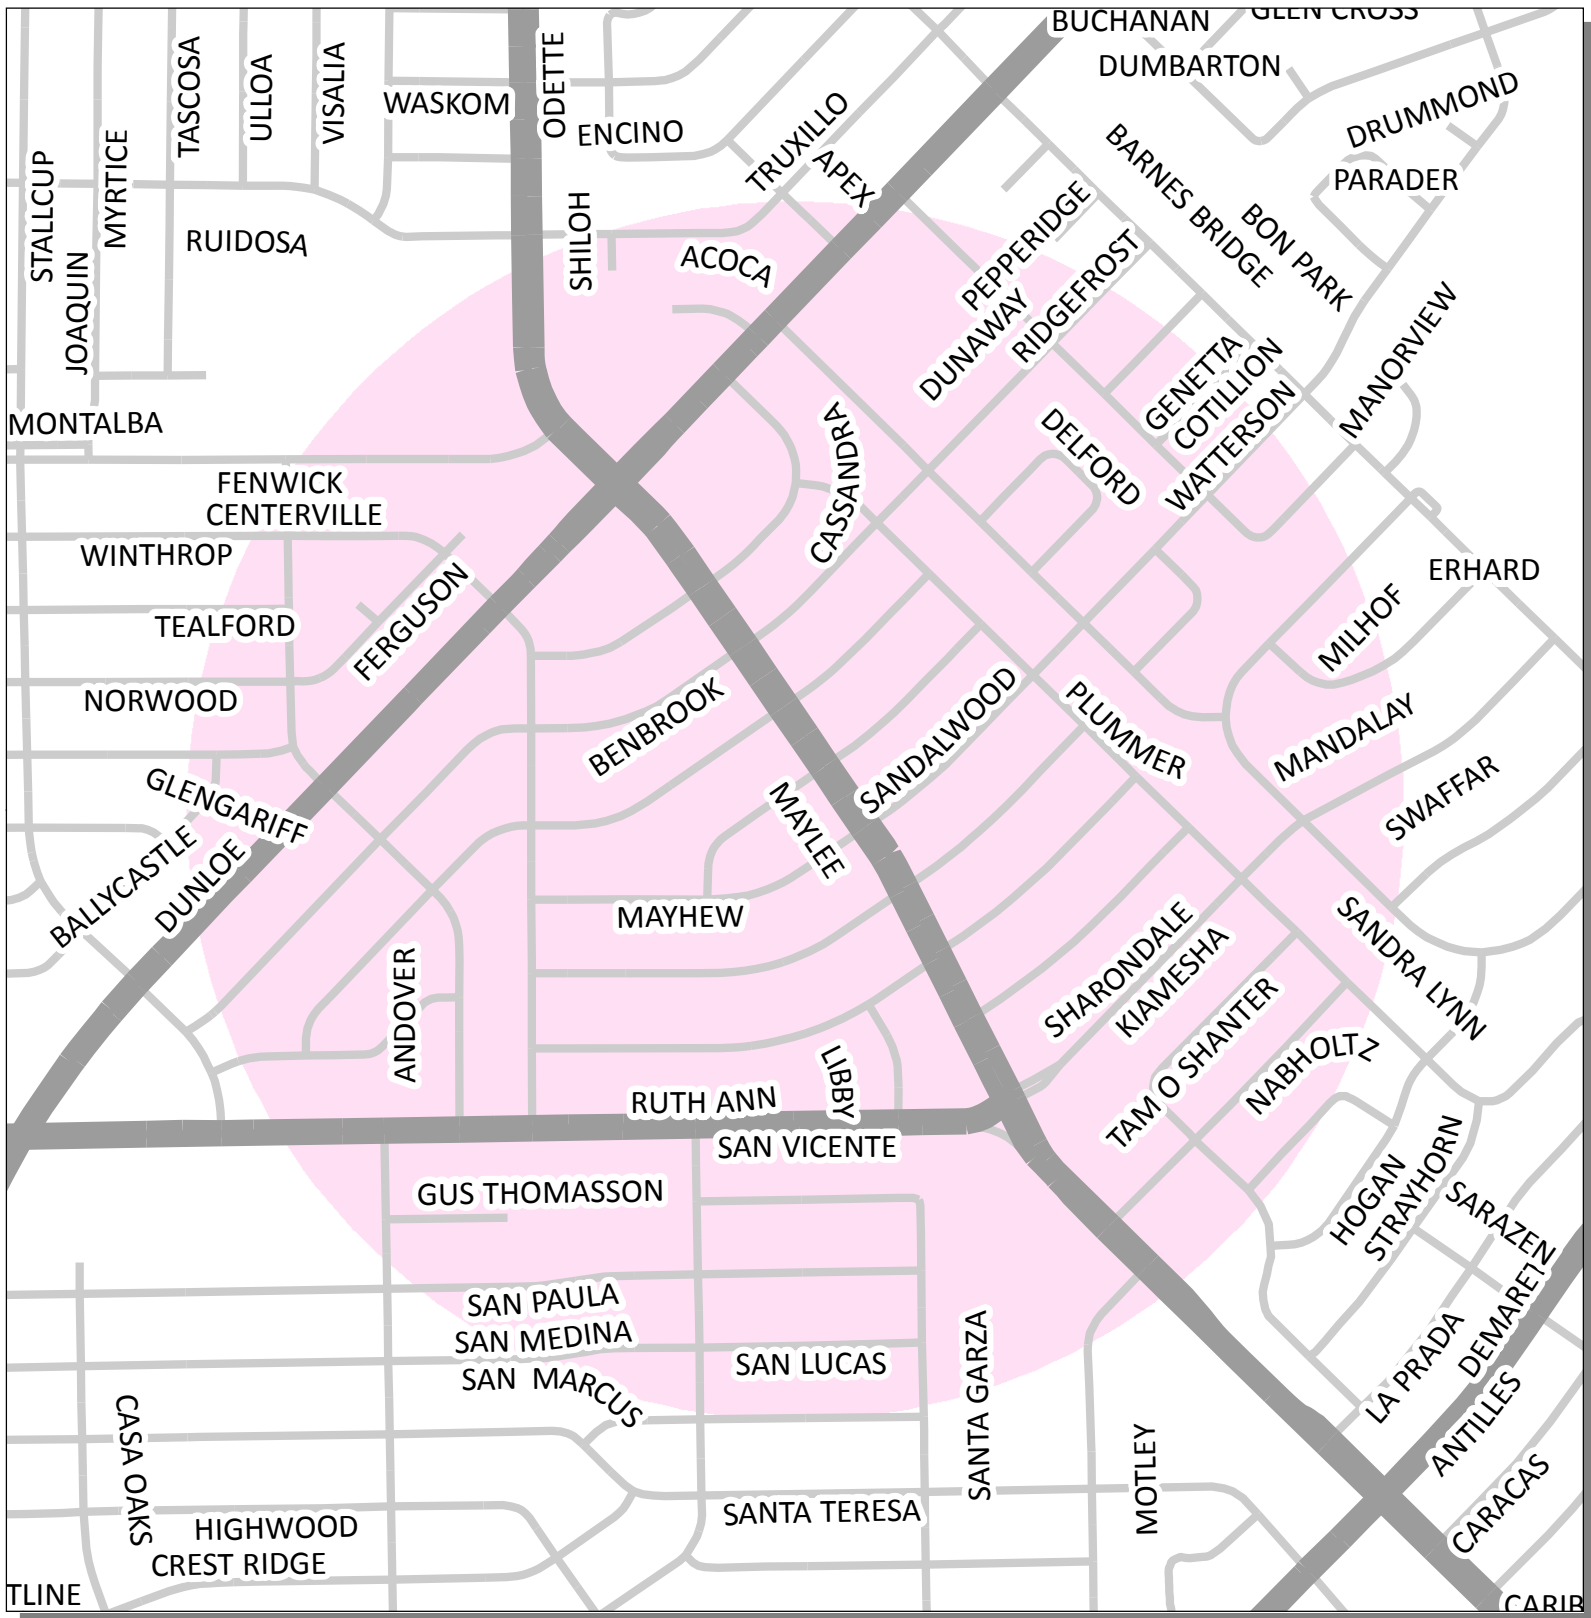 BUCHANAN
GLEN CROSS
DUMBARTON
DRUMMOND
PARADER
ODETTE
TASCOSA
ULLOA
VISALIA
WASKOM
ENCINO
TRUXILLO
APEX
BARNES BRIDGE
BON PARK
STALLCUP
MYRTICE
JOAQUIN
RUIDOSA
SHILOH
ACOCA
PEPPERIDGE
DUNAWAY
RIDGEFROST
GENETTA
COTILLION
WATTERSON
MANORVIEW
MONTALBA
CASSANDRA
DELFORD
FENWICK
CENTERVILLE
WINTHROP
FERGUSON
TEALFORD
ERHARD
MILHOF
NORWOOD
BENBROOK
SANDALWOOD
PLUMMER
MANDALAY
SWAFFAR
GLENGARIFF
BALLYCASTLE
DUNLOE
MAYLEE
MAYHEW
SHARONDALE
KIAMESHA
SANDRA LYNN
ANDOVER
TAM O SHANTER
NABHOLTZ
LIBBY
RUTH ANN
SAN VICENTE
GUS THOMASSON
HOGAN
STRAYHORN
SARAZEN
DEMARET
LA PRADA
ANTILLES
CARACAS
SAN PAULA
SAN MEDINA
SAN MARCUS
SAN LUCAS
SANTA GARZA
MOTLEY
CASA OAKS
SANTA TERESA
HIGHWOOD
CREST RIDGE
TLINE
CARIB